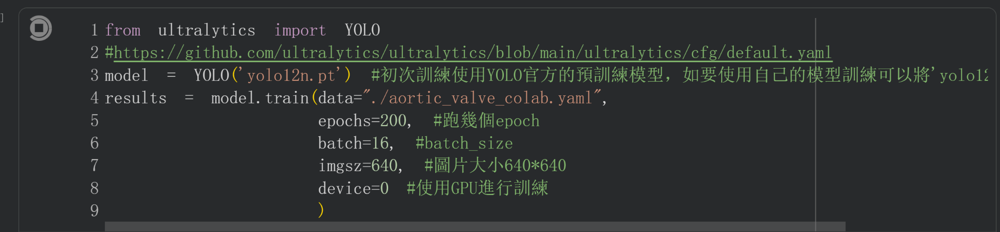 ]
1 from ultralytics import YOLO
2 #https://github.com/ultralytics/ultralytics/blob/main/ultralytics/cfg/default.yaml
3 model = YOLO('yolo12n.pt') #初次訓練使用YOLO官方的預訓練模型，如要使用自己的模型訓練可以將'yolo12
4 results = model.train(data="./aortic_valve_colab.yaml",
5 epochs=200, #跑幾個epoch
6 batch=16, #batch_size
7 imgsz=640, #圖片大小640*640
8 device=0 #使用GPU進行訓練
9 )